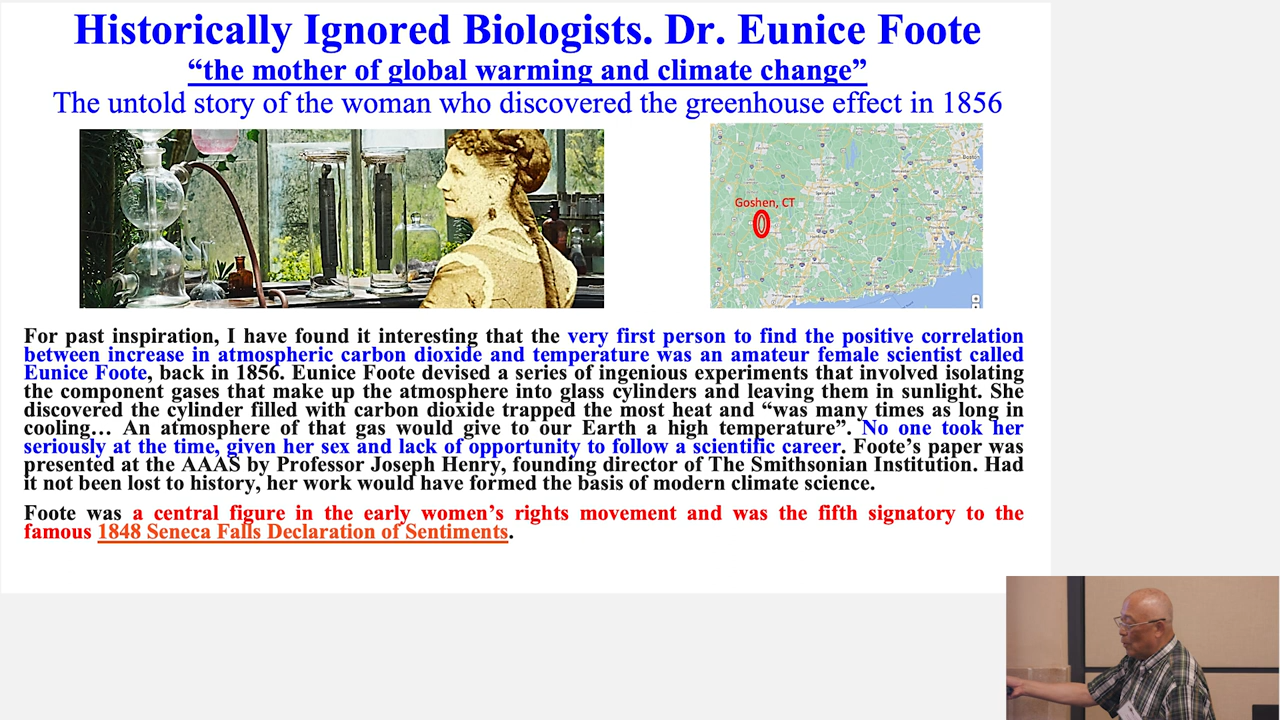 Historically Ignored Biologists. Dr. Eunice Foote
“the mother of global warming and climate change”
The untold story of the woman who discovered the greenhouse effect in 1856
Goshen, CT
Boston
Springfield
For past inspiration, I have found it interesting that the very first person to find the positive correlation
between increase in atmospheric carbon dioxide and temperature was an amateur female scientist called
Eunice Foote, back in 1856. Eunice Foote devised a series of ingenious experiments that involved isolating
the component gases that make up the atmosphere into glass cylinders and leaving them in sunlight. She
discovered the cylinder filled with carbon dioxide trapped the most heat and “was many times as long in
cooling… An atmosphere of that gas would give to our Earth a high temperature”. No one took her
seriously at the time, given her sex and lack of opportunity to follow a scientific career. Foote’s paper was
presented at the AAAS by Professor Joseph Henry, founding director of The Smithsonian Institution. Had
it not been lost to history, her work would have formed the basis of modern climate science.
Foote was a central figure in the early women’s rights movement and was the fifth signatory to the
famous 1848 Seneca Falls Declaration of Sentiments.